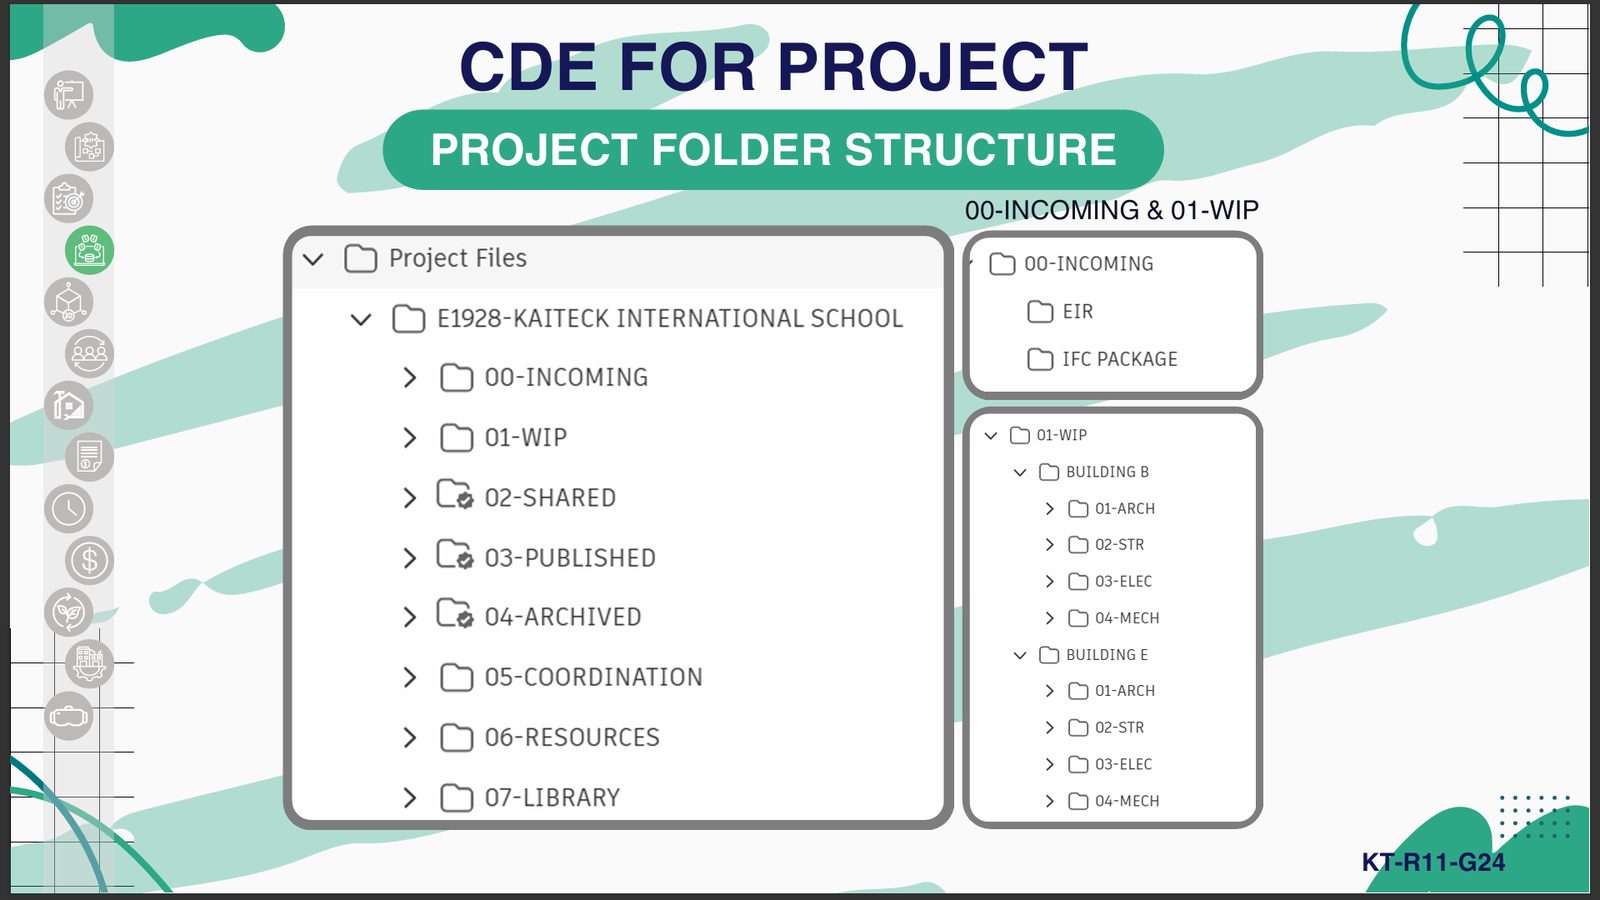 CDE FOR PROJECT
PROJECT FOLDER STRUCTURE
00-INCOMING & 01-WIP
Project Files
E1928-KAITECK INTERNATIONAL SCHOOL
00-INCOMING
01-WIP
02-SHARED
03-PUBLISHED
04-ARCHIVED
05-COORDINATION
06-RESOURCES
07-LIBRARY
00-INCOMING
EIR
IFC PACKAGE
01-WIP
BUILDING B
01-ARCH
02-STR
03-ELEC
04-MECH
BUILDING E
01-ARCH
02-STR
03-ELEC
04-MECH
KT-R11-G24